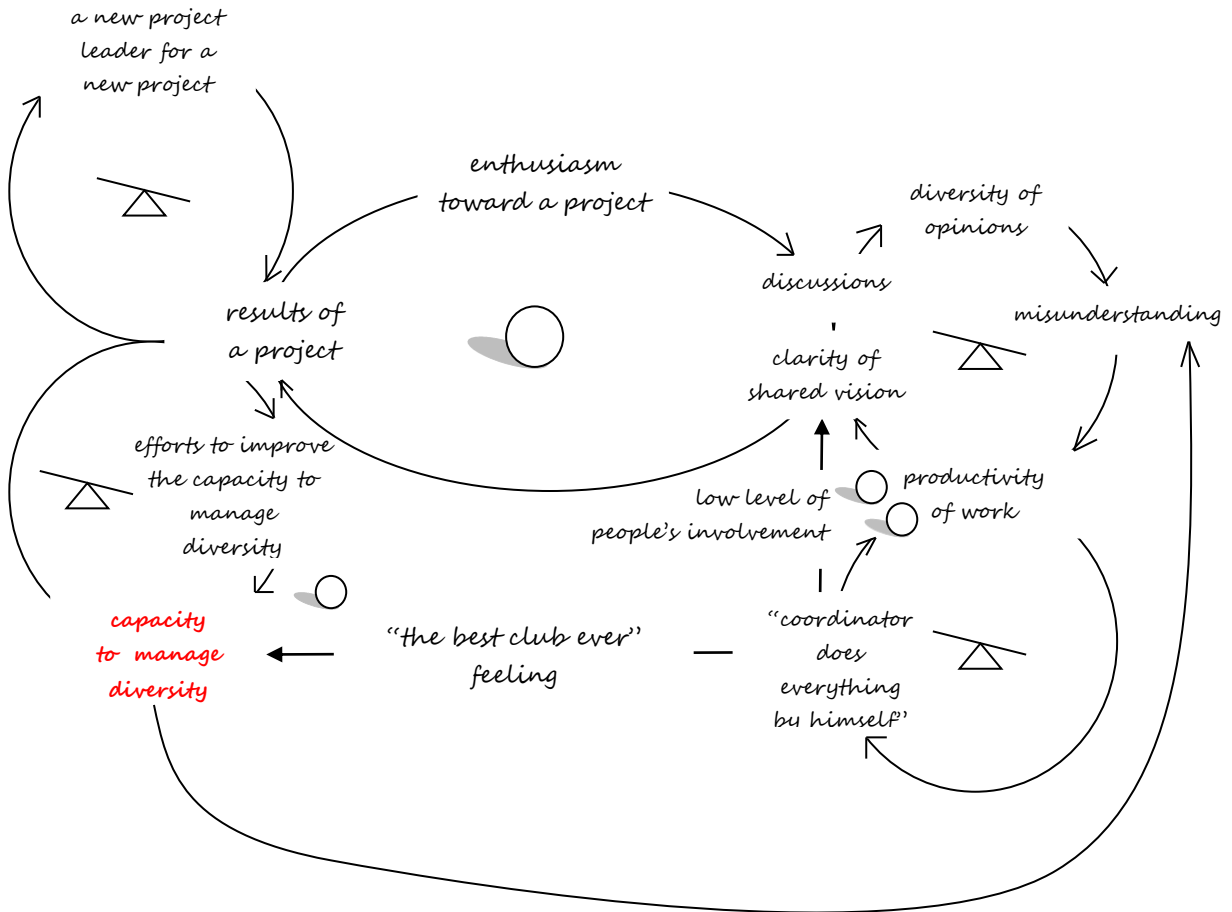 a new project
leader for a
new project
enthusiasm
toward a project
diversity of
opinions
discussions
'
clarity of
shared vision
misunderstanding
results of
a project
efforts to improve
the capacity to
manage
diversity
low level of
people's involvement
productivity
of work
capacity
to manage
diversity
“the best club ever”
feeling
“coordinator
does
everything
by himself”